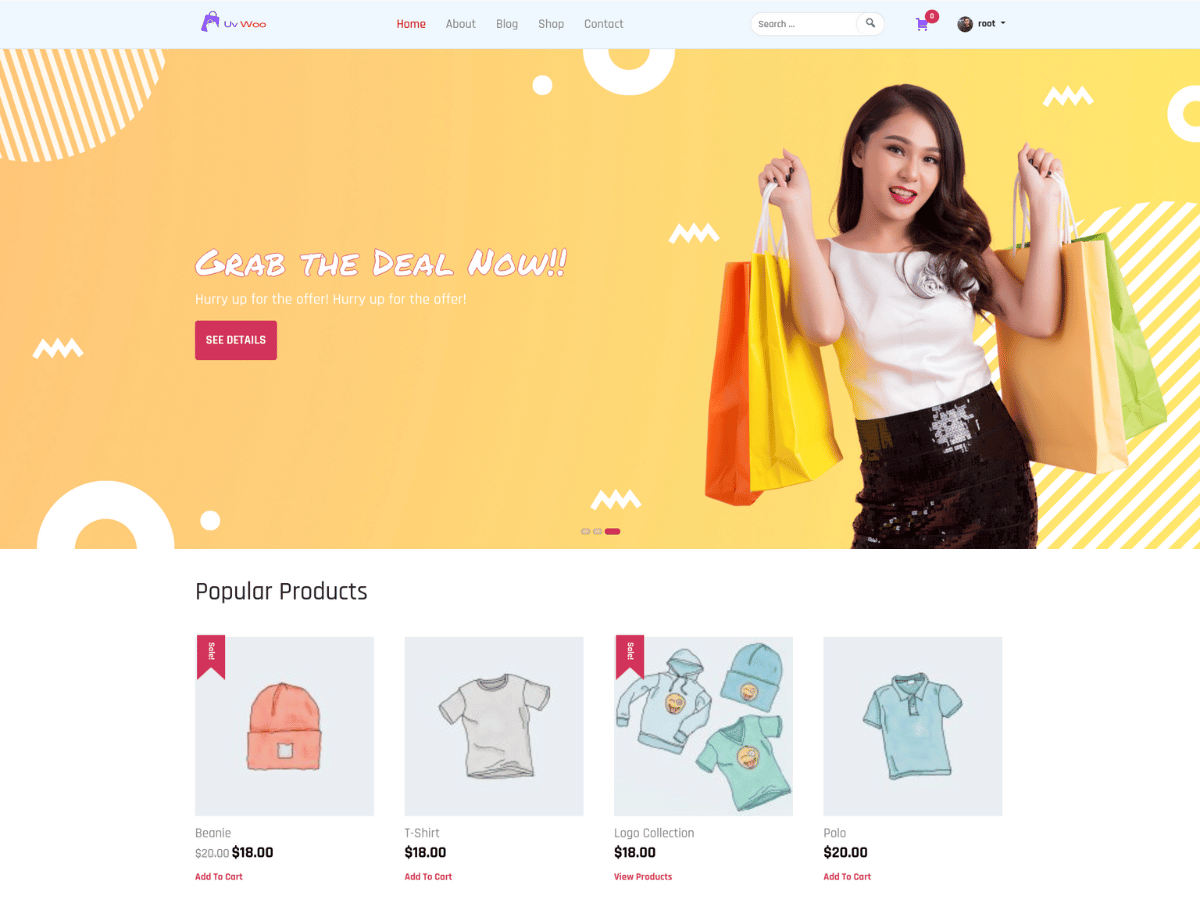 Uv Woo
Home About Blog Shop Contact
Search ...
0
root
Grab the Deal Now!!
Hurry up for the offer! Hurry up for the offer!
SEE DETAILS
Popular Products
Sale!
Sale!
Beanie
$20.00 $18.00
Add To Cart
T-Shirt
$18.00
Add To Cart
Logo Collection
$18.00
View Products
Polo
$20.00
Add To Cart